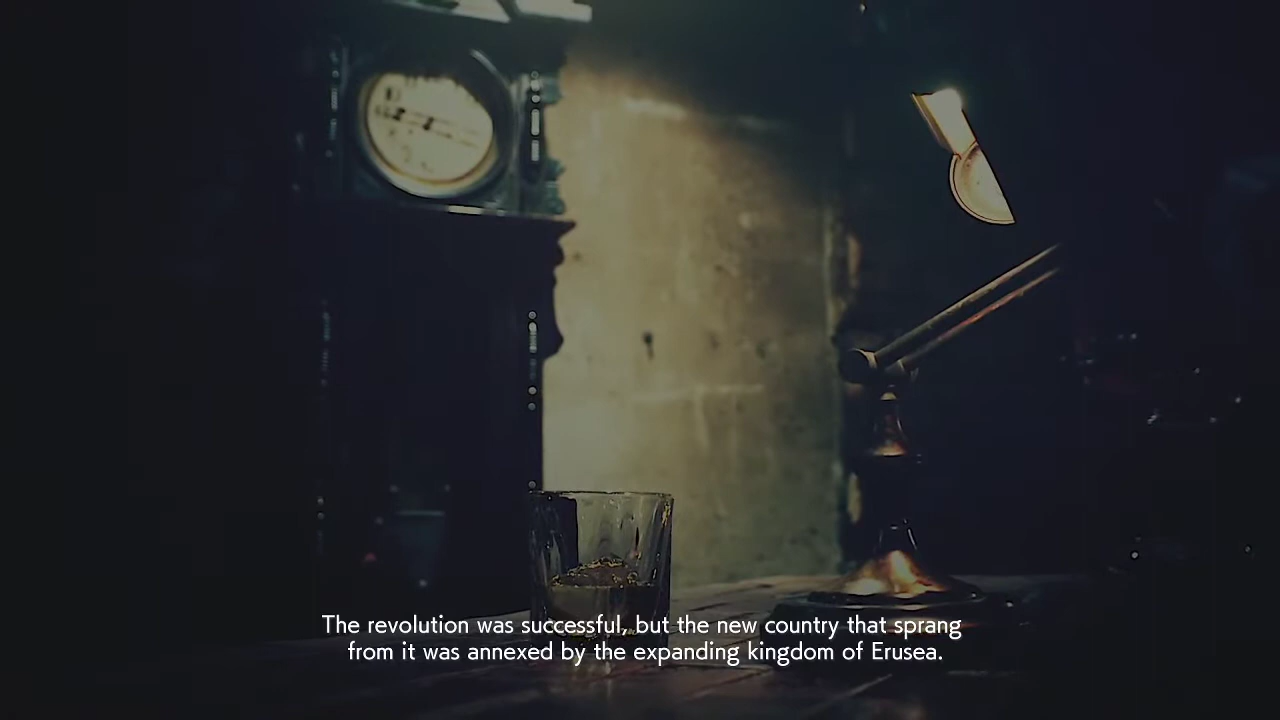 The revolution was successful, but the new country that sprang
from it was annexed by the expanding kingdom of Erusea.